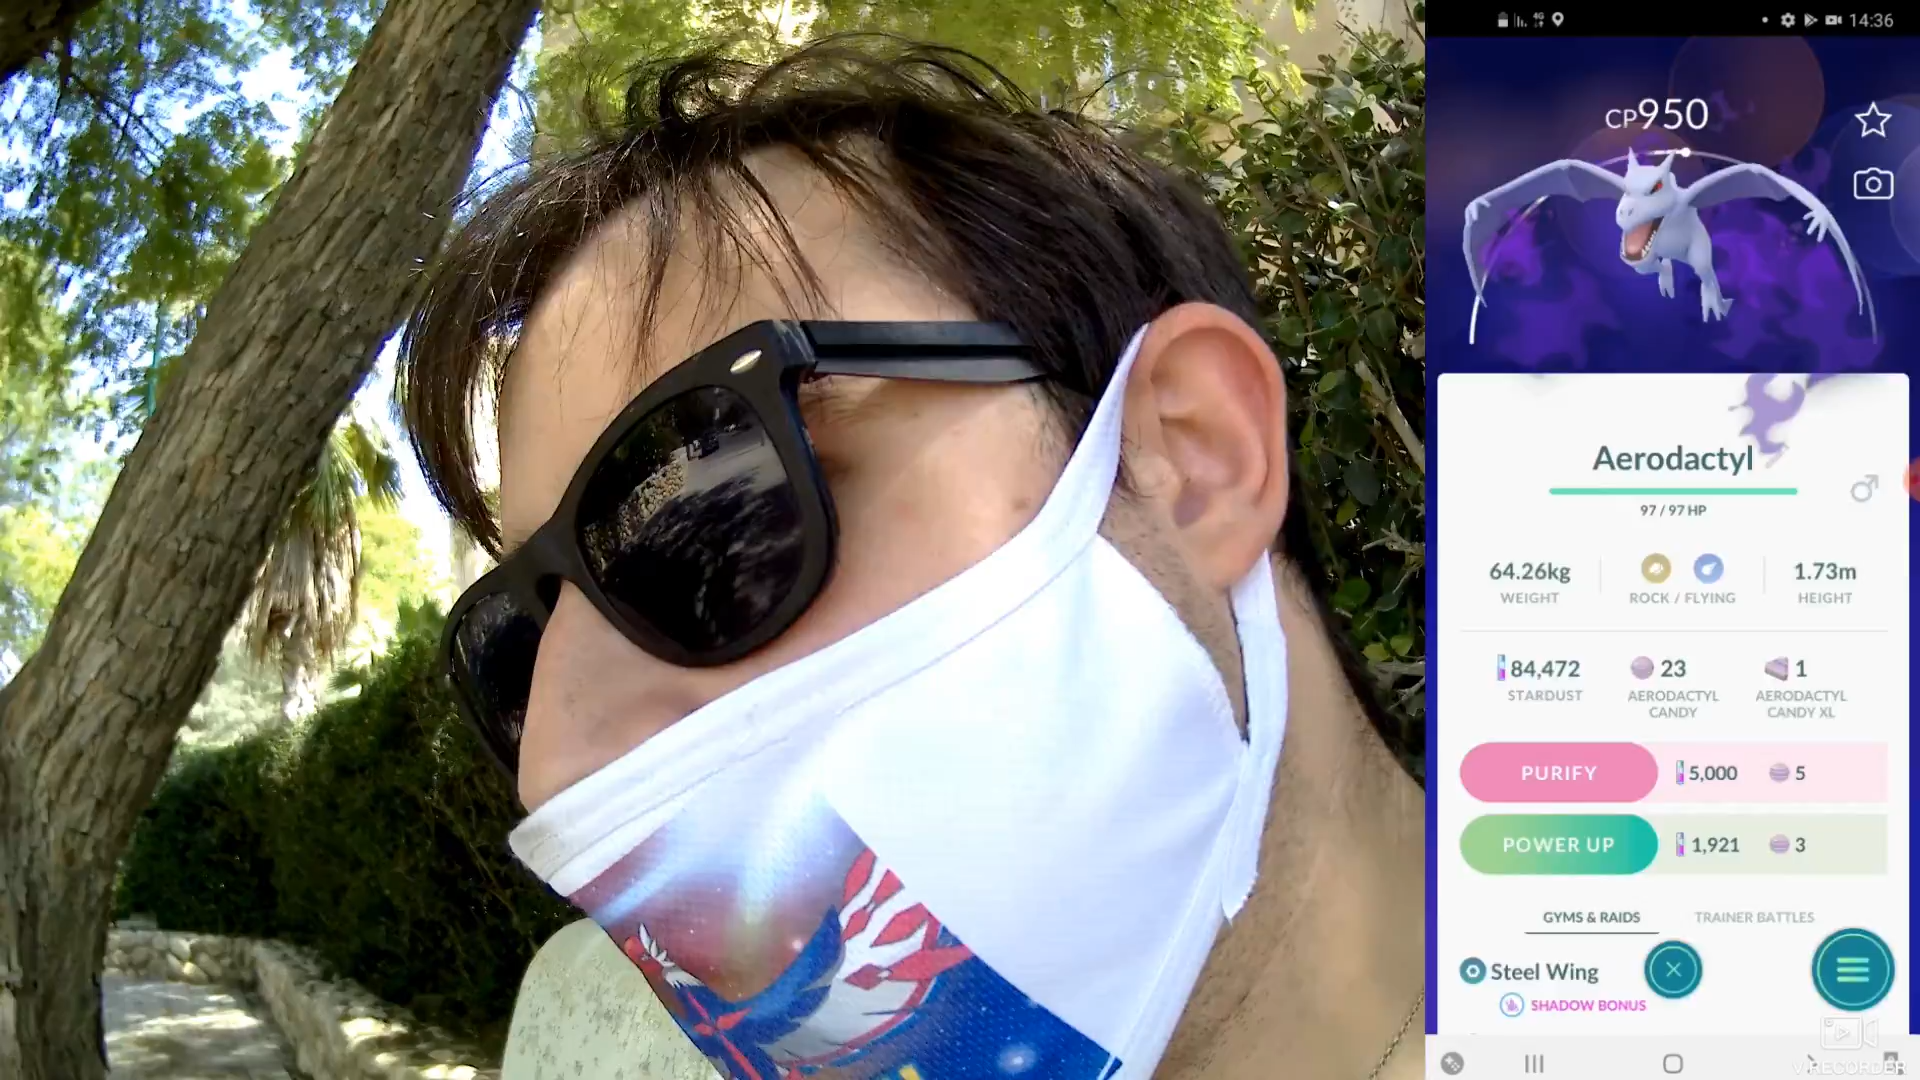 4G 14:36
CP950
Aerodactyl
97 / 97 HP
64.26kg
WEIGHT
ROCK / FLYING
1.73m
HEIGHT
84,472
STARDUST
23
AERODACTYL
CANDY
1
AERODACTYL
CANDY XL
PURIFY 5,000 5
POWER UP 1,921 3
GYMS & RAIDS TRAINER BATTLES
Steel Wing
SHADOW BONUS
V RECORDER